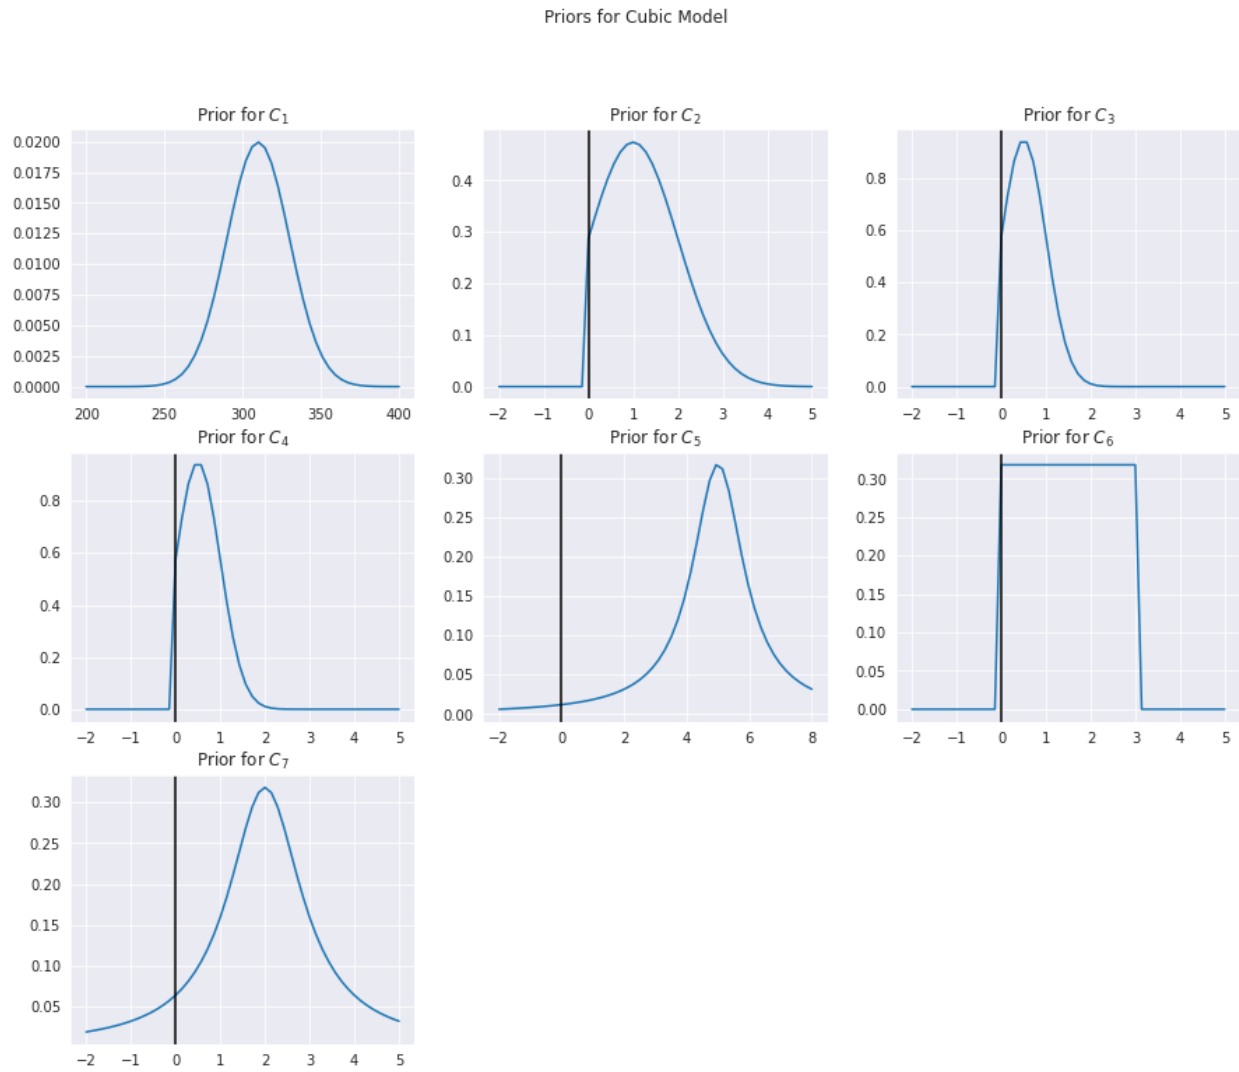 Priors for Cubic Model
Prior for C₁
0.0200
0.0175
0.0150
0.0125
0.0100
0.0075
0.0050
0.0025
0.0000
200 250 300 350 400
Prior for C₂
0.4
0.3
0.2
0.1
0.0
−2 −1 0 1 2 3 4 5
Prior for C₃
0.8
0.6
0.4
0.2
0.0
−2 −1 0 1 2 3 4 5
Prior for C₄
0.8
0.6
0.4
0.2
0.0
−2 −1 0 1 2 3 4 5
Prior for C₅
0.30
0.25
0.20
0.15
0.10
0.05
0.00
−2 0 2 4 6 8
Prior for C₆
0.30
0.25
0.20
0.15
0.10
0.05
0.00
−2 −1 0 1 2 3 4 5
Prior for C₇
0.30
0.25
0.20
0.15
0.10
0.05
−2 −1 0 1 2 3 4 5